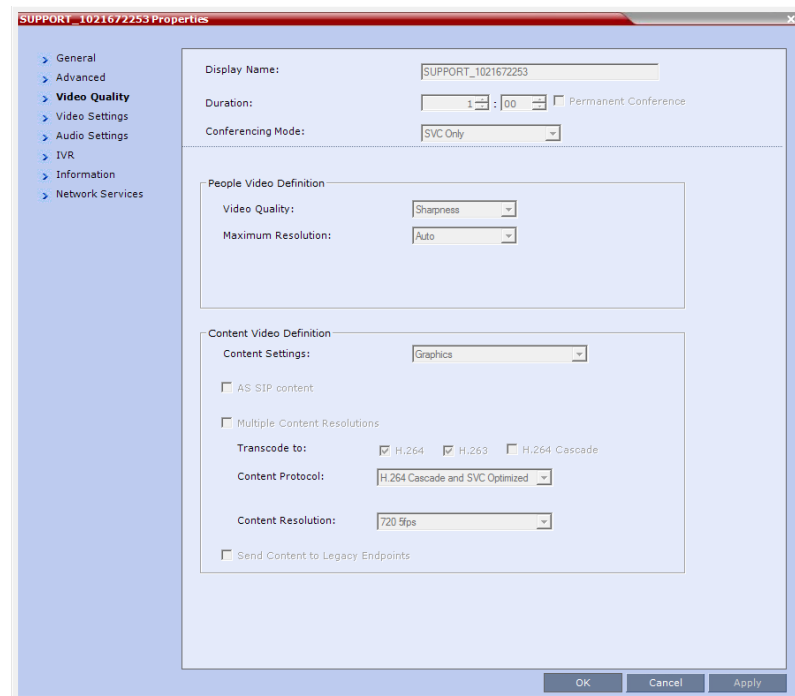 SUPPORT_1021672253 Properties
General
Advanced
Video Quality
Video Settings
Audio Settings
IVR
Information
Network Services
Display Name: SUPPORT_1021672253
Duration: 1 : 00 Permanent Conference
Conferencing Mode: SVC Only
People Video Definition
Video Quality: Sharpness
Maximum Resolution: Auto
Content Video Definition
Content Settings: Graphics
AS SIP content
Multiple Content Resolutions
Transcode to: H.264 H.263 H.264 Cascade
Content Protocol: H.264 Cascade and SVC Optimized
Content Resolution: 720 5fps
Send Content to Legacy Endpoints
OK Cancel Apply